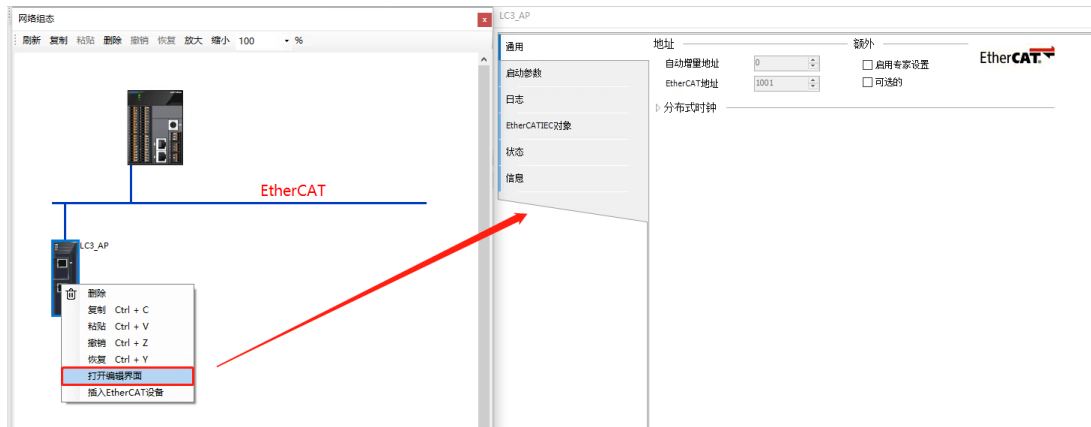 网络组态
x
刷新 复制 粘贴 删除 撤销 恢复 放大 缩小 100 %
EtherCAT
LC3_AP
删除
复制 Ctrl + C
粘贴 Ctrl + V
撤销 Ctrl + Z
恢复 Ctrl + Y
打开编辑界面
插入EtherCAT设备
LC3_AP
通用
启动参数
日志
EtherCATIEC对象
状态
信息
地址
自动增量地址 0
EtherCAT地址 1001
分布式时钟
额外
启用专家设置
可选的
EtherCAT.